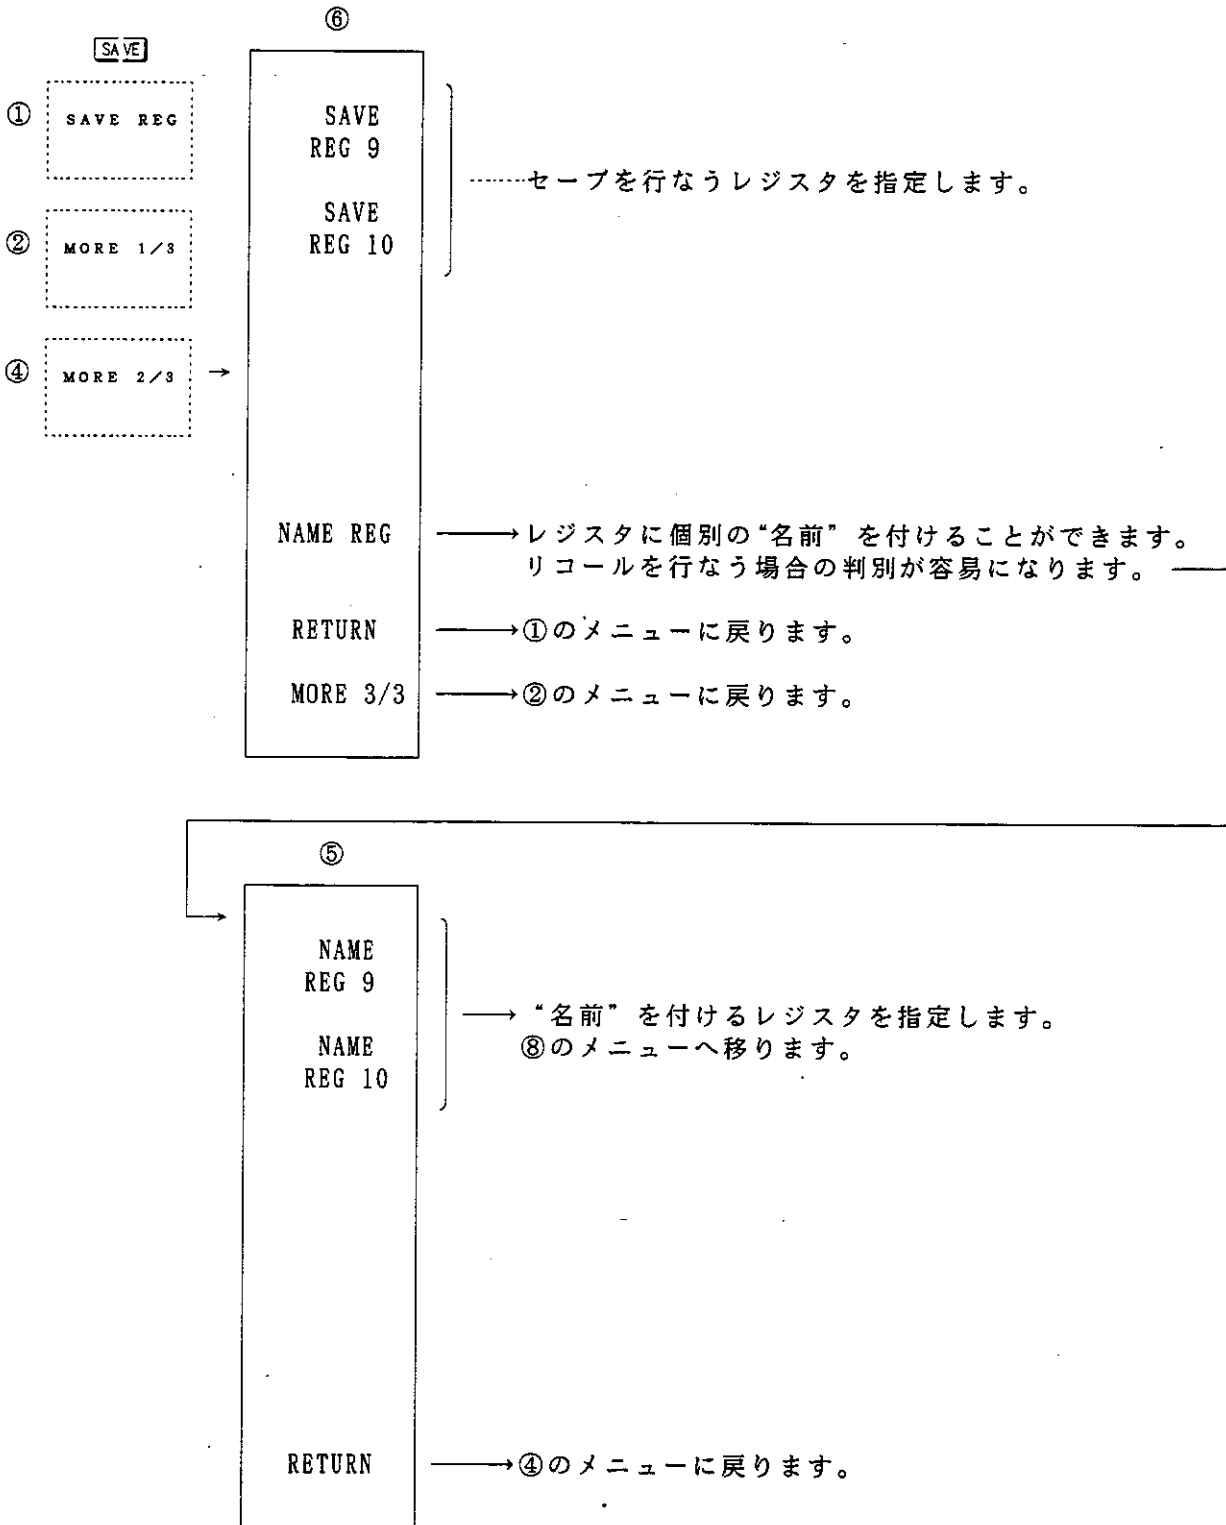 ⑥
SAVE
① SAVE REG
② MORE 1/3
④ MORE 2/3 →
SAVE
REG 9
SAVE
REG 10
セーブを行なうレジスタを指定します。
NAME REG →レジスタに個別の“名前”を付けることができます。
リコールを行なう場合の判別が容易になります。
RETURN →①のメニューに戻ります。
MORE 3/3 →②のメニューに戻ります。
⑤
NAME
REG 9
NAME
REG 10
→ “名前”を付けるレジスタを指定します。
⑧のメニューへ移ります。
RETURN →④のメニューに戻ります。